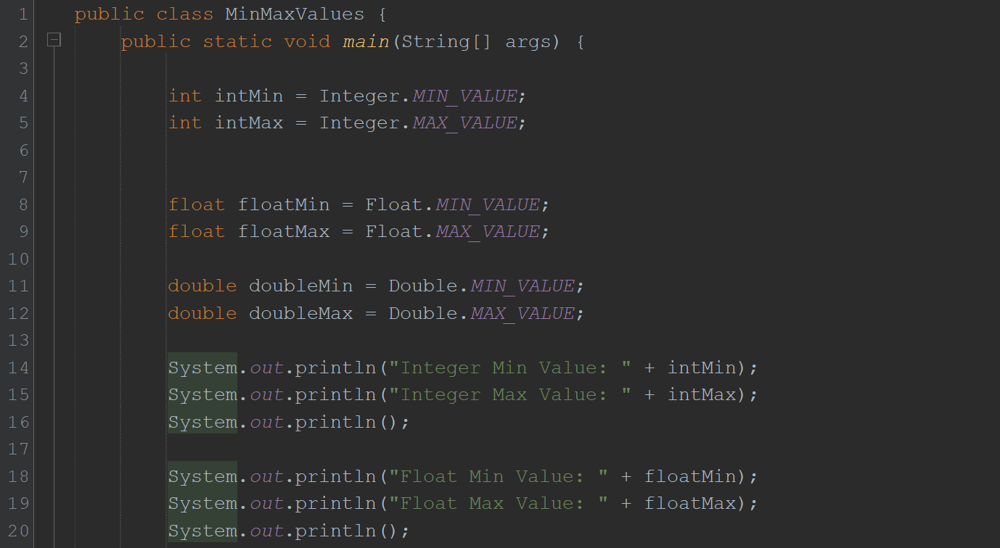 1 public class MinMaxValues {
2 public static void main(String[] args) {
3
4 int intMin = Integer.MIN_VALUE;
5 int intMax = Integer.MAX_VALUE;
6
7
8 float floatMin = Float.MIN_VALUE;
9 float floatMax = Float.MAX_VALUE;
10
11 double doubleMin = Double.MIN_VALUE;
12 double doubleMax = Double.MAX_VALUE;
13
14 System.out.println("Integer Min Value: " + intMin);
15 System.out.println("Integer Max Value: " + intMax);
16 System.out.println();
17
18 System.out.println("Float Min Value: " + floatMin);
19 System.out.println("Float Max Value: " + floatMax);
20 System.out.println();